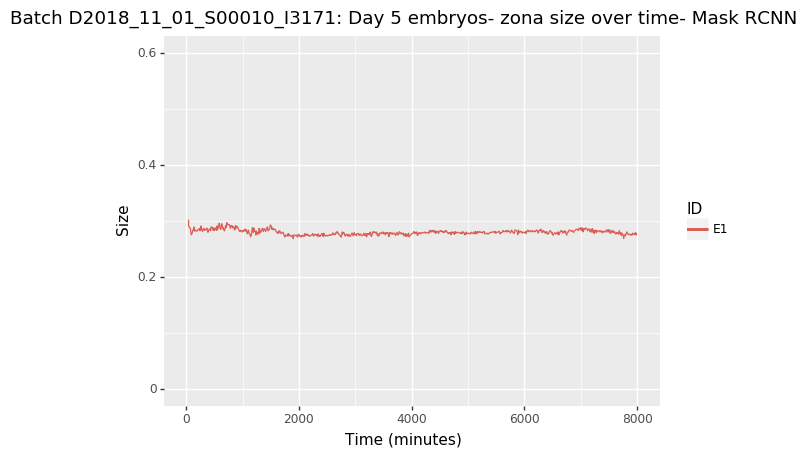 Batch D2018_11_01_S00010_I3171: Day 5 embryos- zona size over time- Mask RCNN
0.6
0.4
0.2
0
Size
0 2000 4000 6000 8000
Time (minutes)
ID
E1